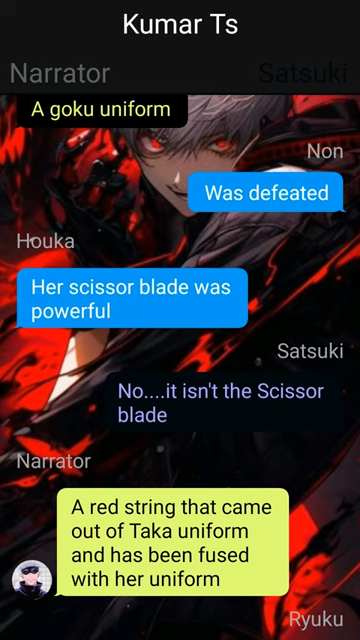 Kumar Ts
Narrator
Satsuki
A goku uniform
Non
Was defeated
Houka
Her scissor blade was
powerful
Satsuki
No....it isn't the Scissor
blade
Narrator
A red string that came
out of Taka uniform
and has been fused
with her uniform
Ryuku